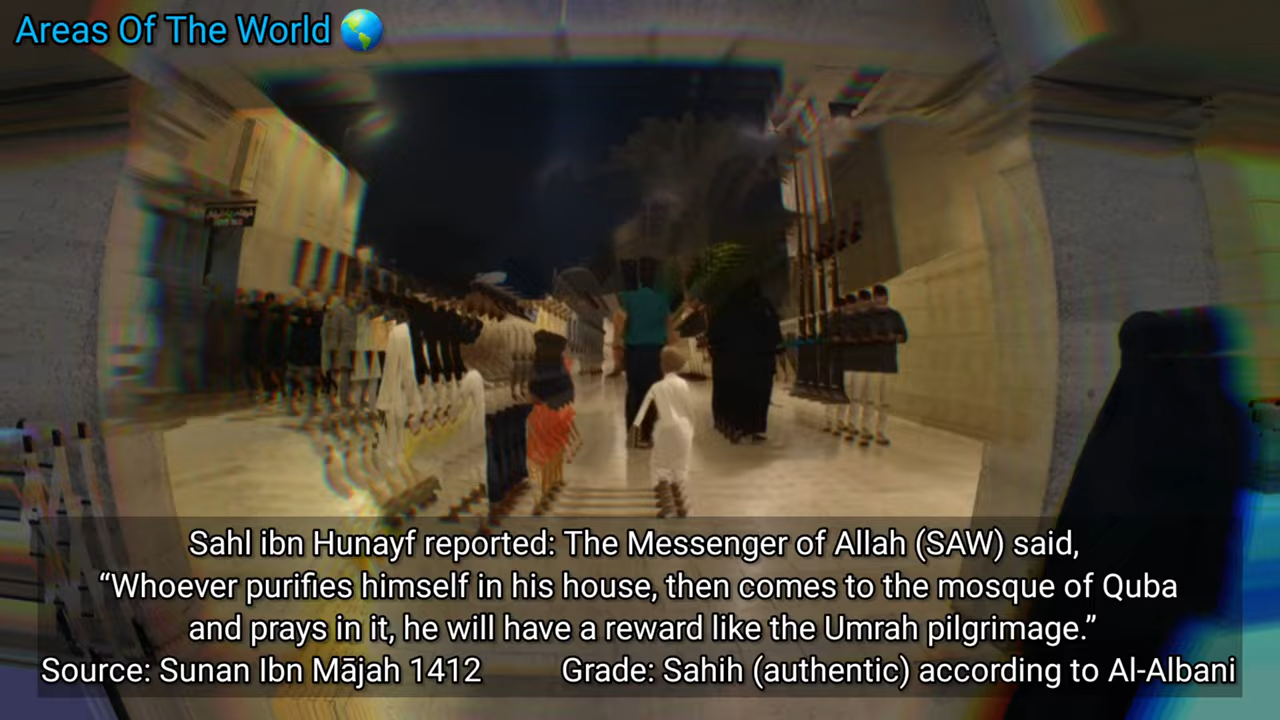 Areas Of The World 🌎
Sahl ibn Hunayf reported: The Messenger of Allah (SAW) said,
“Whoever purifies himself in his house, then comes to the mosque of Quba
and prays in it, he will have a reward like the Umrah pilgrimage.”
Source: Sunan Ibn Mājah 1412 Grade: Sahih (authentic) according to Al-Albani